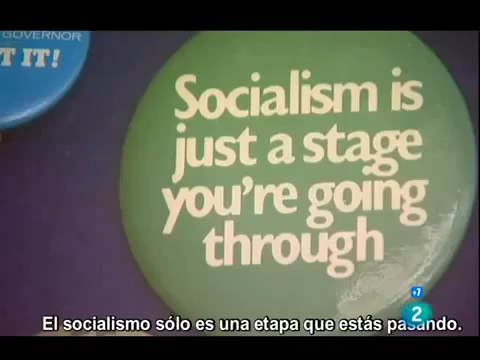 GOVERNOR
T IT!
Socialism is
just a stage
you're going
through
+7
2
El socialismo sólo es una etapa que estás pasando.